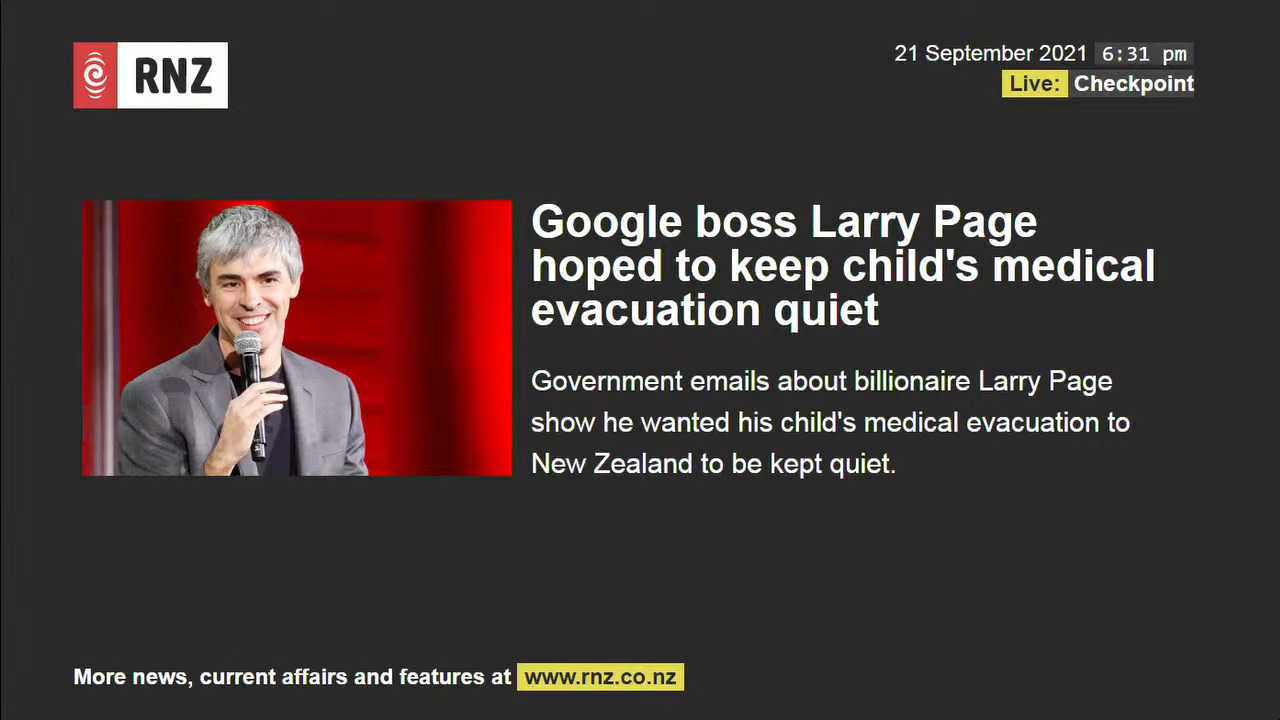 RNZ
21 September 2021 6:31 pm
Live: Checkpoint
Google boss Larry Page
hoped to keep child's medical
evacuation quiet
Government emails about billionaire Larry Page
show he wanted his child's medical evacuation to
New Zealand to be kept quiet.
More news, current affairs and features at www.rnz.co.nz